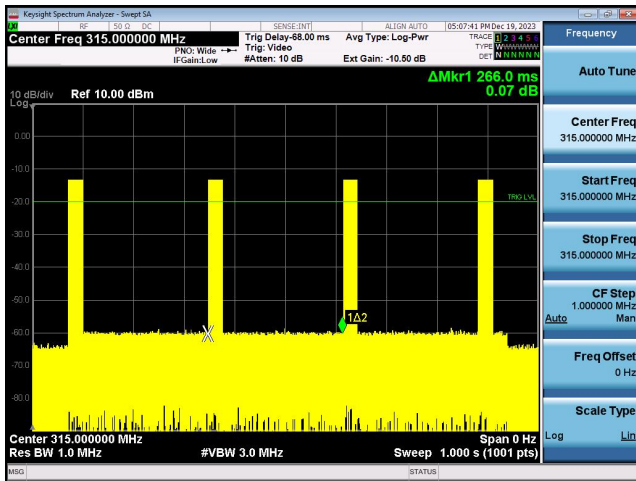 Keysight Spectrum Analyzer - Swept SA
RF 50 Ω DC SENSE:INT ALIGN AUTO 05:07:41 PM Dec 19, 2023
Center Freq 315.000000 MHz
PNO: Wide
IFGain:Low
Trig Delay-68.00 ms
Trig: Video
#Atten: 10 dB
Avg Type: Log-Pwr
Ext Gain: -10.50 dB
TRACE 1 2 3 4 5 6
TYPE WWWWWW
DET N N N N N N
ΔMkr1 266.0 ms
0.07 dB
10 dB/div Ref 10.00 dBm
Log
0.00
-10.0
-20.0
TRIG LVL
-30.0
-40.0
-50.0
1Δ2
-60.0
-70.0
-80.0
Center 315.000000 MHz Span 0 Hz
Res BW 1.0 MHz #VBW 3.0 MHz Sweep 1.000 s (1001 pts)
MSG STATUS
Frequency
Auto Tune
Center Freq
315.000000 MHz
Start Freq
315.000000 MHz
Stop Freq
315.000000 MHz
CF Step
1.000000 MHz
Auto Man
Freq Offset
0 Hz
Scale Type
Log Lin